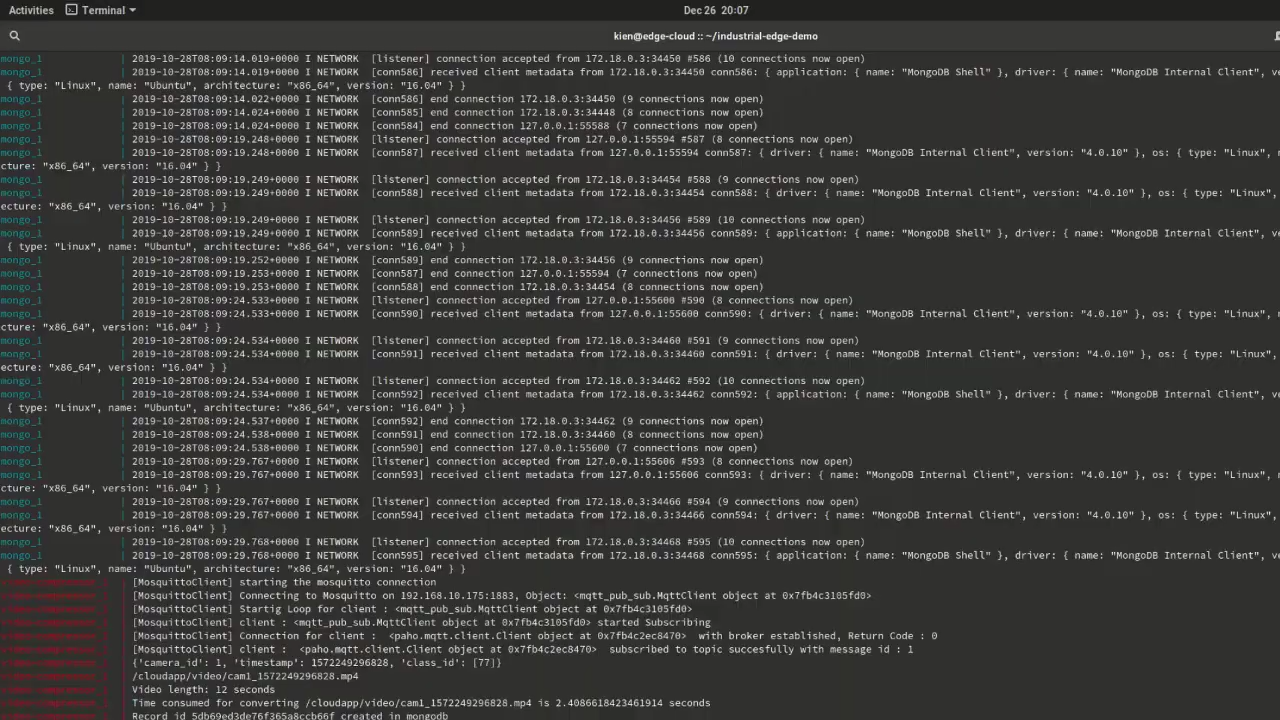 Activities Terminal Dec 26 20:07
kien@edge-cloud :: ~/industrial-edge-demo
mongo_1 | 2019-10-28T08:09:14.019+0000 I NETWORK [listener] connection accepted from 172.18.0.3:34450 #586 (10 connections now open)
mongo_1 | 2019-10-28T08:09:14.019+0000 I NETWORK [conn586] received client metadata from 172.18.0.3:34450 conn586: { application: { name: "MongoDB Shell" }, driver: { name: "MongoDB Internal Client", v
{ type: "Linux", name: "Ubuntu", architecture: "x86_64", version: "16.04" } }
mongo_1 | 2019-10-28T08:09:14.022+0000 I NETWORK [conn586] end connection 172.18.0.3:34450 (9 connections now open)
mongo_1 | 2019-10-28T08:09:14.024+0000 I NETWORK [conn585] end connection 172.18.0.3:34448 (8 connections now open)
mongo_1 | 2019-10-28T08:09:14.024+0000 I NETWORK [conn584] end connection 127.0.0.1:55588 (7 connections now open)
mongo_1 | 2019-10-28T08:09:19.248+0000 I NETWORK [listener] connection accepted from 127.0.0.1:55594 #587 (8 connections now open)
mongo_1 | 2019-10-28T08:09:19.248+0000 I NETWORK [conn587] received client metadata from 127.0.0.1:55594 conn587: { driver: { name: "MongoDB Internal Client", version: "4.0.10" }, os: { type: "Linux", n
cture: "x86_64", version: "16.04" } }
mongo_1 | 2019-10-28T08:09:19.249+0000 I NETWORK [listener] connection accepted from 172.18.0.3:34454 #588 (9 connections now open)
mongo_1 | 2019-10-28T08:09:19.249+0000 I NETWORK [conn588] received client metadata from 172.18.0.3:34454 conn588: { driver: { name: "MongoDB Internal Client", version: "4.0.10" }, os: { type: "Linux",
ecture: "x86_64", version: "16.04" } }
mongo_1 | 2019-10-28T08:09:19.249+0000 I NETWORK [listener] connection accepted from 172.18.0.3:34456 #589 (10 connections now open)
mongo_1 | 2019-10-28T08:09:19.249+0000 I NETWORK [conn589] received client metadata from 172.18.0.3:34456 conn589: { application: { name: "MongoDB Shell" }, driver: { name: "MongoDB Internal Client", v
{ type: "Linux", name: "Ubuntu", architecture: "x86_64", version: "16.04" } }
mongo_1 | 2019-10-28T08:09:19.252+0000 I NETWORK [conn589] end connection 172.18.0.3:34456 (9 connections now open)
mongo_1 | 2019-10-28T08:09:19.253+0000 I NETWORK [conn587] end connection 127.0.0.1:55594 (7 connections now open)
mongo_1 | 2019-10-28T08:09:19.253+0000 I NETWORK [conn588] end connection 172.18.0.3:34454 (8 connections now open)
mongo_1 | 2019-10-28T08:09:24.533+0000 I NETWORK [listener] connection accepted from 127.0.0.1:55600 #590 (8 connections now open)
mongo_1 | 2019-10-28T08:09:24.533+0000 I NETWORK [conn590] received client metadata from 127.0.0.1:55600 conn590: { driver: { name: "MongoDB Internal Client", version: "4.0.10" }, os: { type: "Linux", n
cture: "x86_64", version: "16.04" } }
mongo_1 | 2019-10-28T08:09:24.534+0000 I NETWORK [listener] connection accepted from 172.18.0.3:34460 #591 (9 connections now open)
mongo_1 | 2019-10-28T08:09:24.534+0000 I NETWORK [conn591] received client metadata from 172.18.0.3:34460 conn591: { driver: { name: "MongoDB Internal Client", version: "4.0.10" }, os: { type: "Linux",
ecture: "x86_64", version: "16.04" } }
mongo_1 | 2019-10-28T08:09:24.534+0000 I NETWORK [listener] connection accepted from 172.18.0.3:34462 #592 (10 connections now open)
mongo_1 | 2019-10-28T08:09:24.534+0000 I NETWORK [conn592] received client metadata from 172.18.0.3:34462 conn592: { application: { name: "MongoDB Shell" }, driver: { name: "MongoDB Internal Client", v
{ type: "Linux", name: "Ubuntu", architecture: "x86_64", version: "16.04" } }
mongo_1 | 2019-10-28T08:09:24.537+0000 I NETWORK [conn592] end connection 172.18.0.3:34462 (9 connections now open)
mongo_1 | 2019-10-28T08:09:24.538+0000 I NETWORK [conn591] end connection 172.18.0.3:34460 (8 connections now open)
mongo_1 | 2019-10-28T08:09:24.538+0000 I NETWORK [conn590] end connection 127.0.0.1:55600 (7 connections now open)
mongo_1 | 2019-10-28T08:09:29.767+0000 I NETWORK [listener] connection accepted from 127.0.0.1:55606 #593 (8 connections now open)
mongo_1 | 2019-10-28T08:09:29.767+0000 I NETWORK [conn593] received client metadata from 127.0.0.1:55606 conn593: { driver: { name: "MongoDB Internal Client", version: "4.0.10" }, os: { type: "Linux", n
cture: "x86_64", version: "16.04" } }
mongo_1 | 2019-10-28T08:09:29.767+0000 I NETWORK [listener] connection accepted from 172.18.0.3:34466 #594 (9 connections now open)
mongo_1 | 2019-10-28T08:09:29.767+0000 I NETWORK [conn594] received client metadata from 172.18.0.3:34466 conn594: { driver: { name: "MongoDB Internal Client", version: "4.0.10" }, os: { type: "Linux",
ecture: "x86_64", version: "16.04" } }
mongo_1 | 2019-10-28T08:09:29.768+0000 I NETWORK [listener] connection accepted from 172.18.0.3:34468 #595 (10 connections now open)
mongo_1 | 2019-10-28T08:09:29.768+0000 I NETWORK [conn595] received client metadata from 172.18.0.3:34468 conn595: { application: { name: "MongoDB Shell" }, driver: { name: "MongoDB Internal Client", v
{ type: "Linux", name: "Ubuntu", architecture: "x86_64", version: "16.04" } }
| [MosquittoClient] starting the mosquitto connection
| [MosquittoClient] Connecting to Mosquitto on 192.168.10.175:1883, Object: <mqtt_pub_sub.MqttClient object at 0x7fb4c3105fd0>
| [MosquittoClient] Startig Loop for client : <mqtt_pub_sub.MqttClient object at 0x7fb4c3105fd0>
| [MosquittoClient] client : <mqtt_pub_sub.MqttClient object at 0x7fb4c3105fd0> started Subscribing
| [MosquittoClient] Connection for client : <paho.mqtt.client.Client object at 0x7fb4c2ec8470> with broker established, Return Code : 0
| [MosquittoClient] client : <paho.mqtt.client.Client object at 0x7fb4c2ec8470> subscribed to topic succesfully with message id : 1
| {'camera_id': 1, 'timestamp': 1572249296828, 'class_id': [77]}
| /cloudapp/video/cam1_1572249296828.mp4
| Video length: 12 seconds
| Time consumed for converting /cloudapp/video/cam1_1572249296828.mp4 is 2.4086618423461914 seconds
| Record id 5db69ed3de76f365a8ccb66f created in mongodb